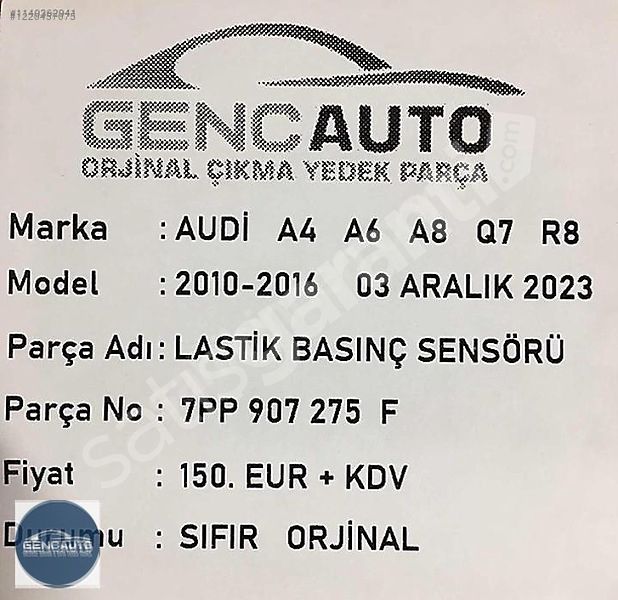 GENCAUTO
ORJİNAL ÇIKMA YEDEK PARÇA
Marka : AUDİ A4 A6 A8 Q7 R8
Model : 2010-2016 03 ARALIK 2023
Parça Adı : LASTİK BASINÇ SENSÖRÜ
Parça No : 7PP 907 275 F
Fiyat : 150. EUR + KDV
Durumu : SIFIR ORJİNAL
GENCAUTO